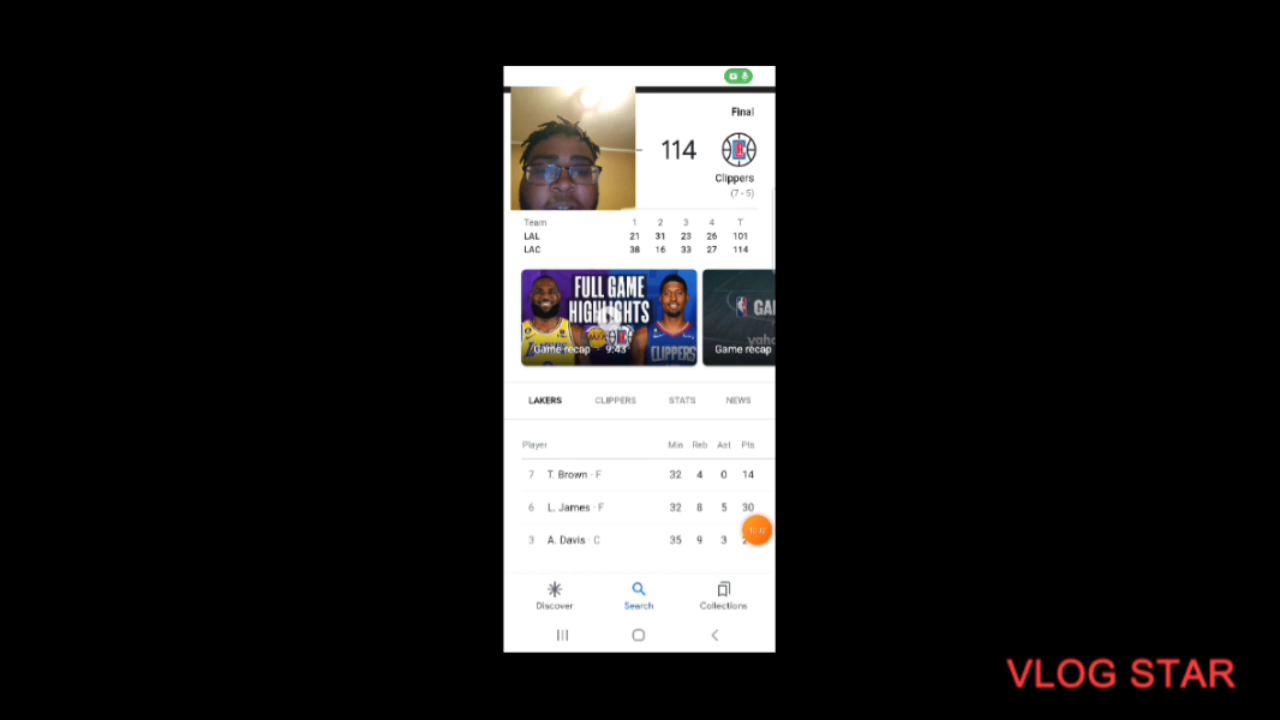 Final
114
Clippers
(7 - 5)
Team 1 2 3 4 T
LAL 21 31 23 26 101
LAC 38 16 33 27 114
FULL GAME
HIGHLIGHTS
CLIPPERS
Game recap · 9:43
GA
Game recap
LAKERS CLIPPERS STATS NEWS
Player Min Reb Ast Pts
7 T. Brown · F 32 4 0 14
6 L. James · F 32 8 5 30
3 A. Davis · C 35 9 3
Discover Search Collections
VLOG STAR